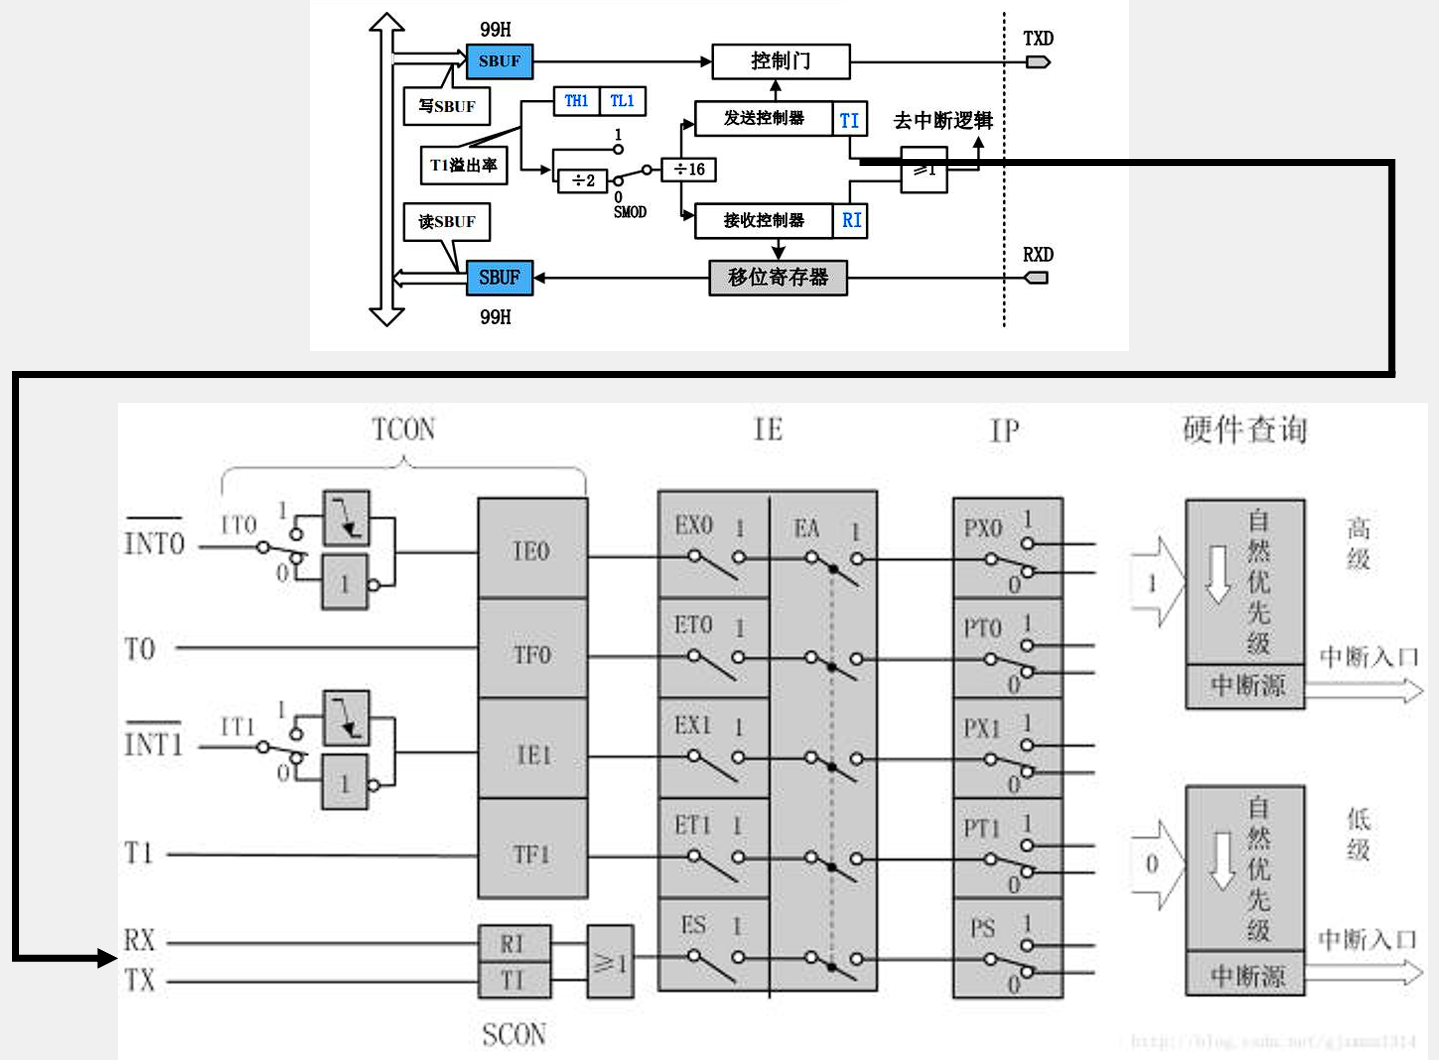 99H
SBUF
控制门
TXD
写SBUF
TH1 TL1
发送控制器 TI
去中断逻辑
T1溢出率
1
÷2
÷16
≥1
0
SMOD
读SBUF
接收控制器 RI
SBUF
移位寄存器
RXD
99H
TCON
IE
IP
硬件查询
INT0
IT0
1
0
1
IE0
EX0 1
EA 1
PX0 1
0
T0
TF0
ET0 1
PT0 1
0
INT1
IT1
1
0
1
IE1
EX1 1
PX1 1
0
T1
TF1
ET1 1
PT1 1
0
RX
TX
RI
TI
≥1
ES 1
PS 1
0
SCON
1
自然优先级
高级
中断源
中断入口
0
自然优先级
低级
中断源
中断入口